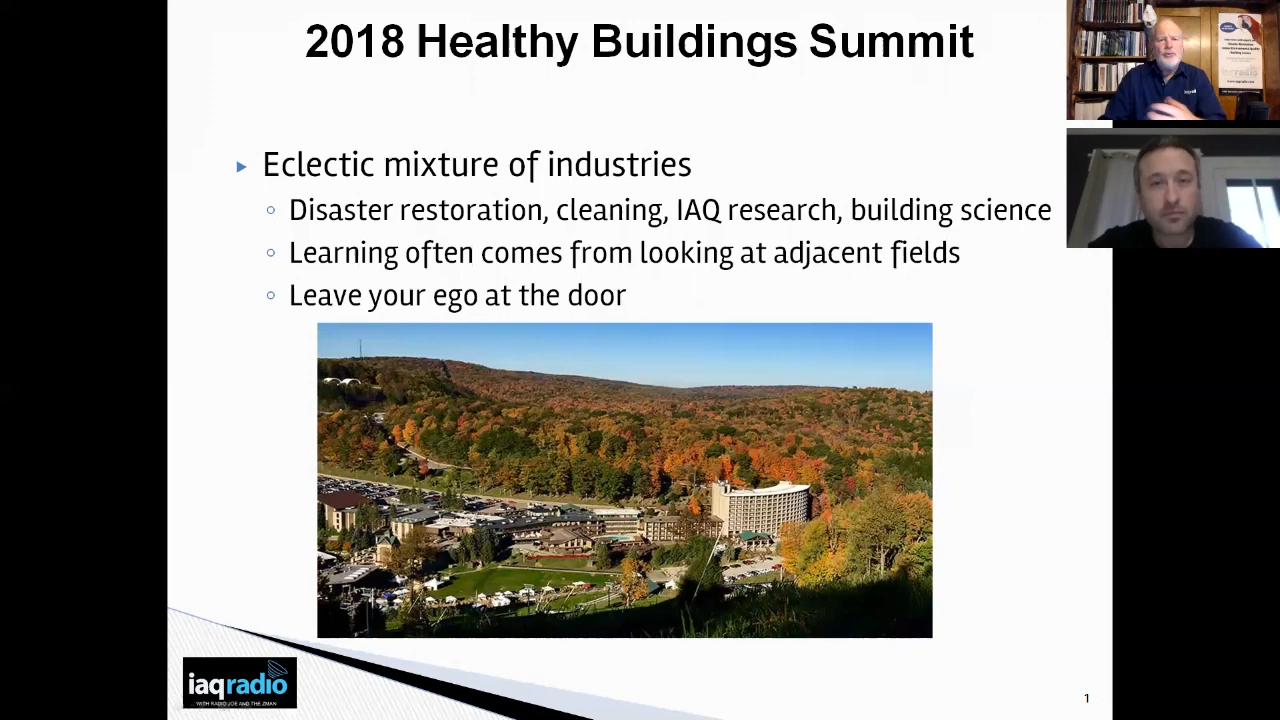 2018 Healthy Buildings Summit
Eclectic mixture of industries
Disaster restoration, cleaning, IAQ research, building science
Learning often comes from looking at adjacent fields
Leave your ego at the door
iaqradio
... WITH RADIO JOE AND THE ZMAN
1